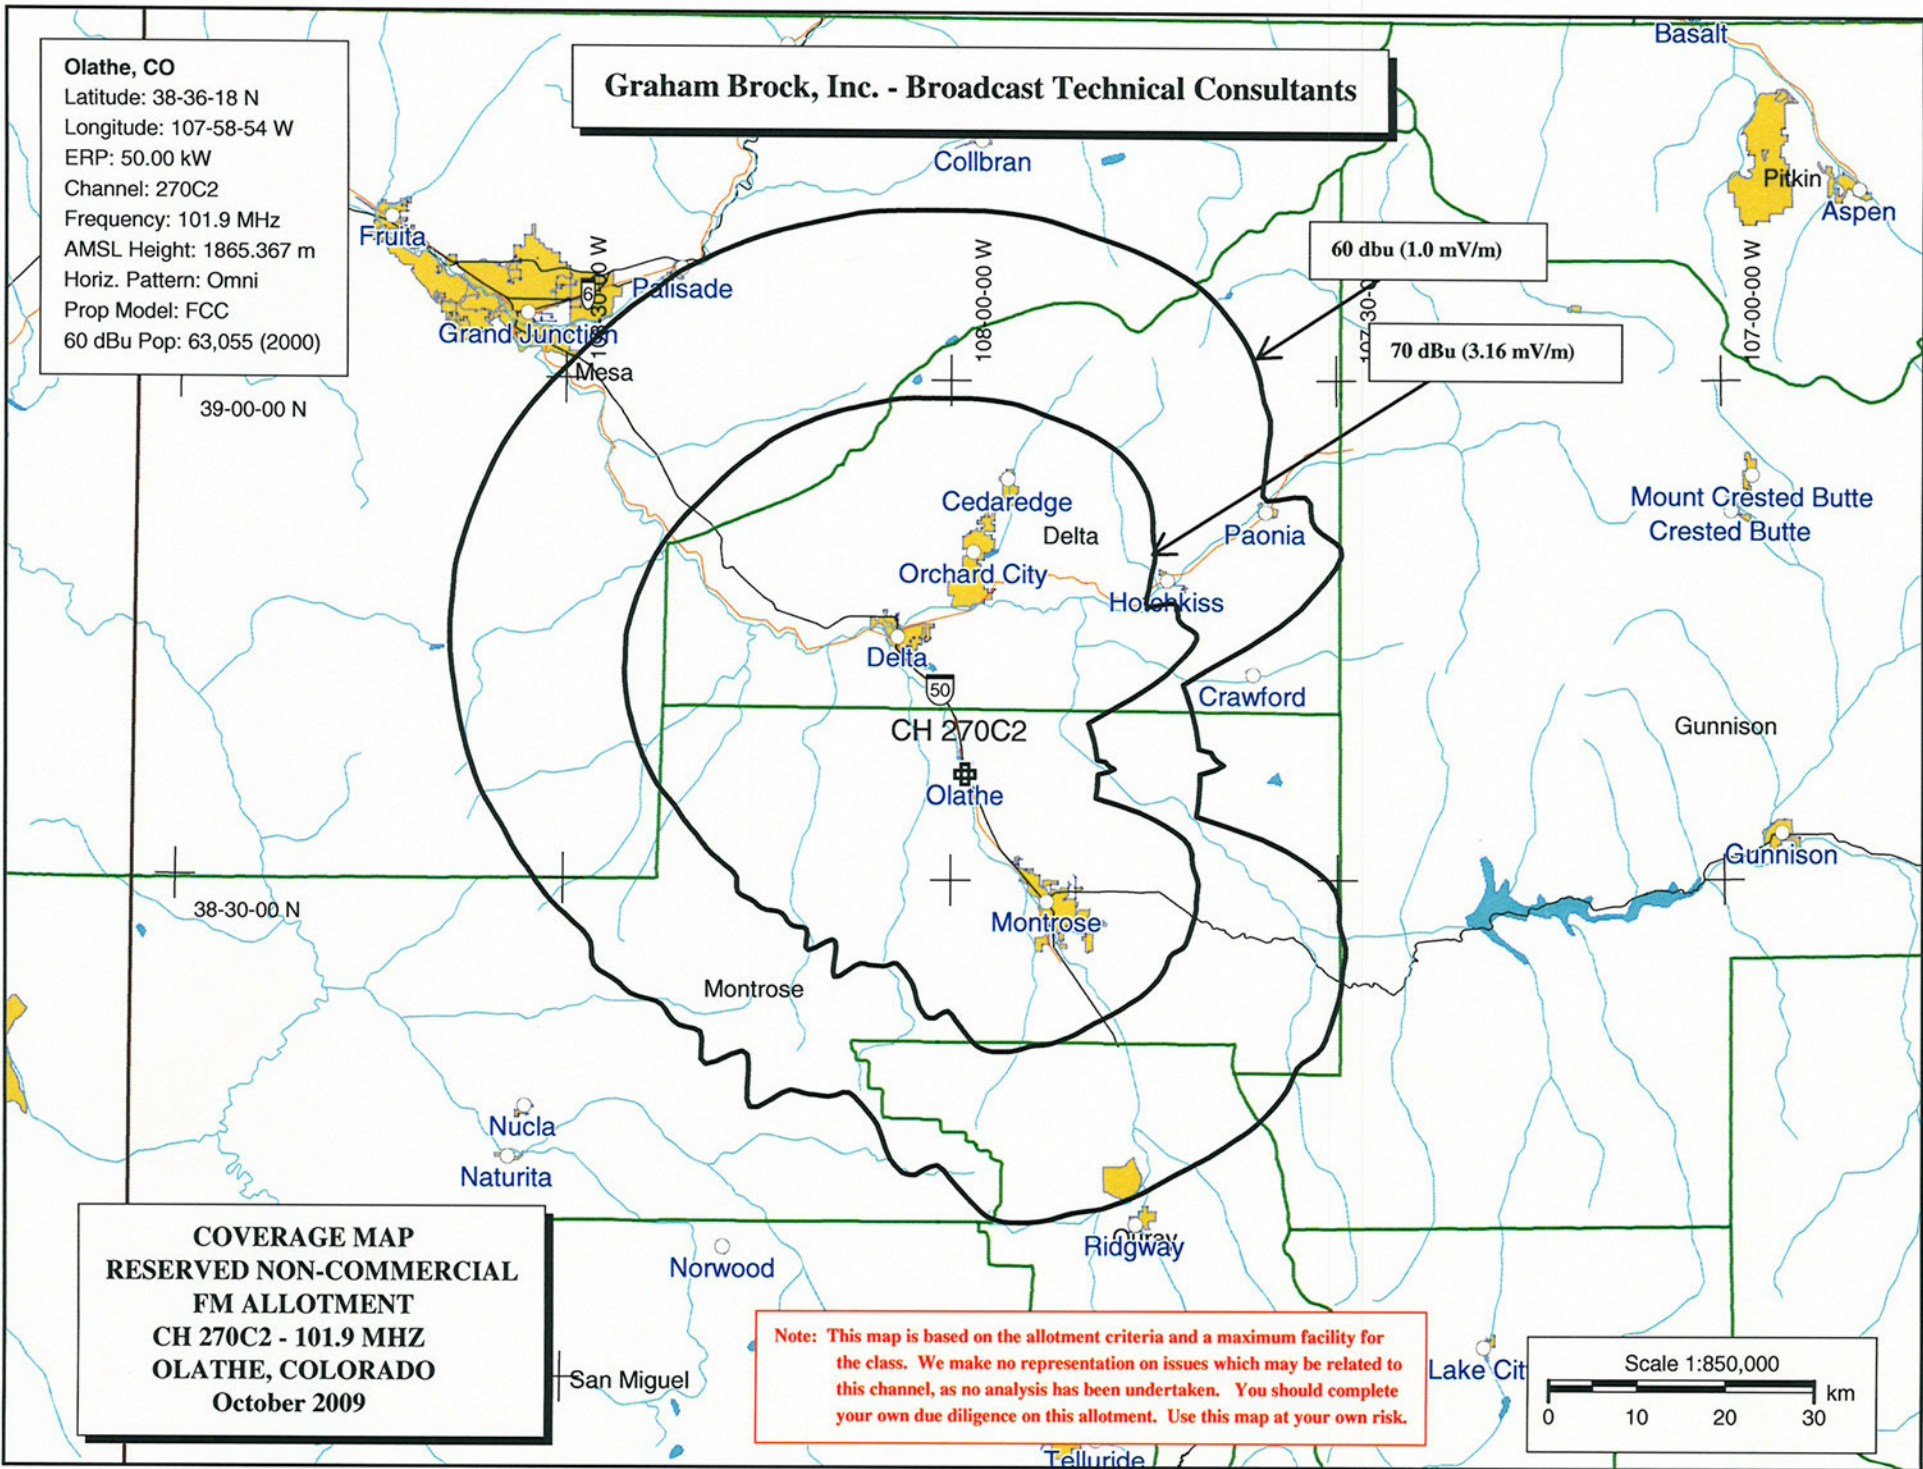 Olathe, CO
Latitude: 38-36-18 N
Longitude: 107-58-54 W
ERP: 50.00 kW
Channel: 270C2
Frequency: 101.9 MHz
AMSL Height: 1865.367 m
Horiz. Pattern: Omni
Prop Model: FCC
60 dBu Pop: 63,055 (2000)
Graham Brock, Inc. - Broadcast Technical Consultants
Basalt
Collbran
Pitkin
Aspen
Fruita
60 dbu (1.0 mV/m)
Palisade
6
Grand Junction
108-00-00 W
107-00-00 W
70 dBu (3.16 mV/m)
Mesa
39-00-00 N
Cedaredge
Delta
Paonia
Mount Crested Butte
Crested Butte
Orchard City
Hotchkiss
Delta
50
Crawford
CH 270C2
Gunnison
Olathe
Gunnison
38-30-00 N
Montrose
Montrose
Nucla
Naturita
Ouray
Ridgway
Norwood
COVERAGE MAP
RESERVED NON-COMMERCIAL
FM ALLOTMENT
CH 270C2 - 101.9 MHZ
OLATHE, COLORADO
October 2009
San Miguel
Note: This map is based on the allotment criteria and a maximum facility for
the class. We make no representation on issues which may be related to
this channel, as no analysis has been undertaken. You should complete
your own due diligence on this allotment. Use this map at your own risk.
Lake Cit
Scale 1:850,000
km
0 10 20 30
Telluride